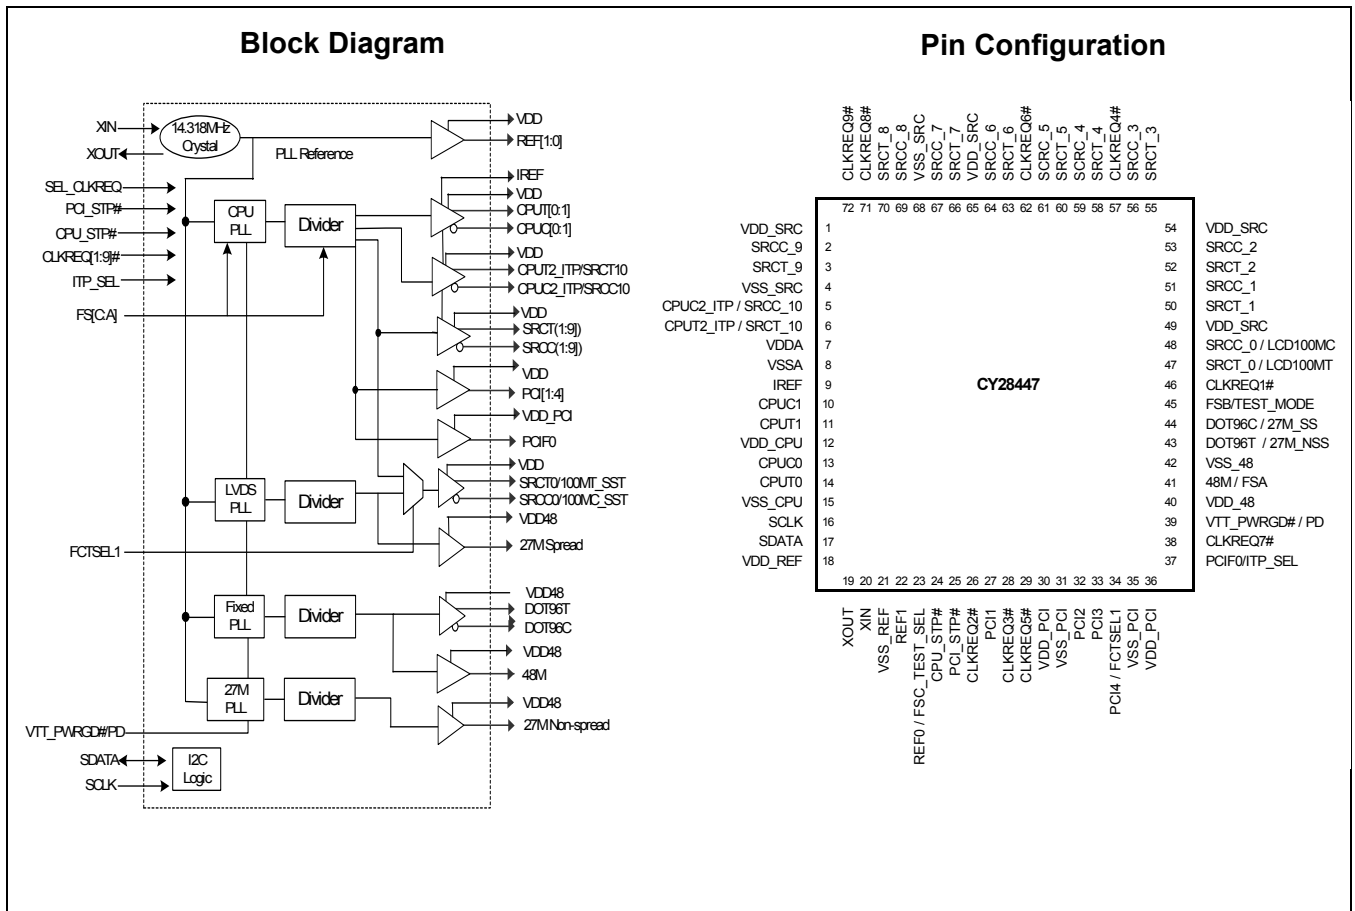 Block Diagram
XIN
XOUT
14.318MHz
Crystal
PLL Reference
VDD
REF[1:0]
SEL_CLKREQ
PCI_STP#
CPU_STP#
CLKREQ[1:9]#
ITP_SEL
FS[C:A]
CPU
PLL
Divider
IREF
VDD
CPUT[0:1]
CPUC[0:1]
VDD
CPUT2_ITP/SRCT10
CPUC2_ITP/SRCC10
VDD
SRCT(1:9])
SRCC(1:9])
VDD
PCI[1:4]
VDD_PCI
PCIF0
LVDS
PLL
Divider
VDD
SRCT0/100MT_SST
SRCC0/100MC_SST
VDD48
27M Spread
FCTSEL1
Fixed
PLL
Divider
VDD48
DOT96T
DOT96C
VDD48
48M
27M
PLL
Divider
VDD48
27M Non-spread
VTT_PWRGD#/PD
SDATA
SCLK
I2C
Logic
Pin Configuration
CLKREQ9#
CLKREQ8#
SRCT_8
SRCC_8
VSS_SRC
SRCC_7
SRCT_7
VDD_SRC
SRCC_6
SRCT_6
CLKREQ6#
SCRC_5
SRCT_5
SCRC_4
SRCT_4
CLKREQ4#
SRCC_3
SRCT_3
72 71 70 69 68 67 66 65 64 63 62 61 60 59 58 57 56 55
VDD_SRC 1
SRCC_9 2
SRCT_9 3
VSS_SRC 4
CPUC2_ITP / SRCC_10 5
CPUT2_ITP / SRCT_10 6
VDDA 7
VSSA 8
IREF 9
CPUC1 10
CPUT1 11
VDD_CPU 12
CPUC0 13
CPUT0 14
VSS_CPU 15
SCLK 16
SDATA 17
VDD_REF 18
CY28447
54 VDD_SRC
53 SRCC_2
52 SRCT_2
51 SRCC_1
50 SRCT_1
49 VDD_SRC
48 SRCC_0 / LCD100MC
47 SRCT_0 / LCD100MT
46 CLKREQ1#
45 FSB/TEST_MODE
44 DOT96C / 27M_SS
43 DOT96T / 27M_NSS
42 VSS_48
41 48M / FSA
40 VDD_48
39 VTT_PWRGD# / PD
38 CLKREQ7#
37 PCIF0/ITP_SEL
19 20 21 22 23 24 25 26 27 28 29 30 31 32 33 34 35 36
XOUT
XIN
VSS_REF
REF1
REF0 / FSC_TEST_SEL
CPU_STP#
PCI_STP#
CLKREQ2#
PCI1
CLKREQ3#
CLKREQ5#
VDD_PCI
VSS_PCI
PCI2
PCI3
PCI4 / FCTSEL1
VSS_PCI
VDD_PCI